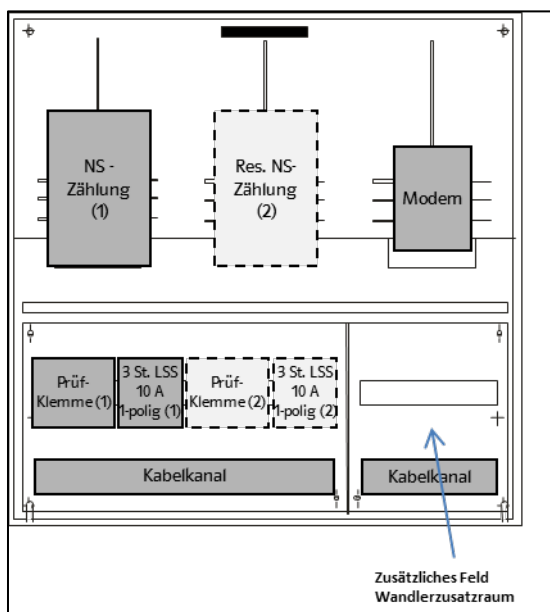 NS -
Zählung
(1)
Res. NS-
Zählung
(2)
Modem
Prüf-
Klemme (1)
3 St. LSS
10 A
1-polig (1)
Prüf-
Klemme (2)
3 St. LSS
10 A
1-polig (2)
Kabelkanal
Kabelkanal
Zusätzliches Feld
Wandlerzusatzraum